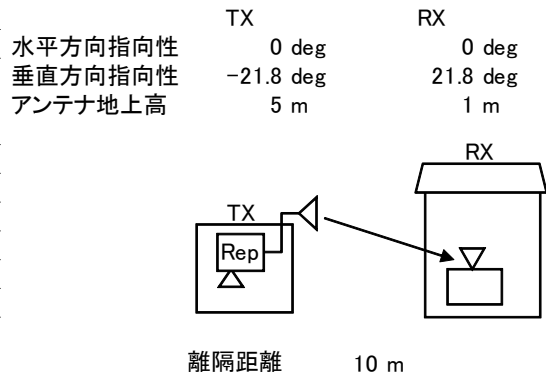 TX RX
水平方向指向性 0 deg 0 deg
垂直方向指向性 -21.8 deg 21.8 deg
アンテナ地上高 5 m 1 m
RX
TX
Rep
離隔距離 10 m